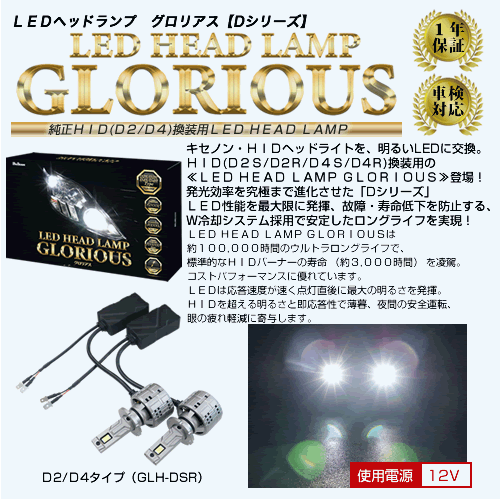 ＬＥＤヘッドランプ　グロリアス【Dシリーズ】
LED HEAD LAMP
GLORIOUS
純正ＨＩＤ(Ｄ２/Ｄ４)換装用ＬＥＤ ＨＥＡＤ ＬＡＭＰ
１年
保証
車検
対応
キセノン・ＨＩＤヘッドライトを、明るいLEDに交換。
ＨＩＤ(Ｄ２Ｓ/Ｄ２Ｒ/Ｄ４Ｓ/Ｄ４Ｒ)換装用の
≪ＬＥＤ ＨＥＡＤ ＬＡＭＰ ＧＬＯＲＩＯＵＳ≫登場！
発光効率を究極まで進化させた「Dシリーズ」
ＬＥＤ性能を最大限に発揮、故障・寿命低下を防止する、
Ｗ冷却システム採用で安定したロングライフを実現！
ＬＥＤ ＨＥＡＤ ＬＡＭＰ ＧＬＯＲＩＯＵＳは
約１００,０００時間のウルトラロングライフで、
標準的なＨＩＤバーナーの寿命 （約３,０００時間） を凌駕。
コストパフォーマンスに優れています。
ＬＥＤは応答速度が速く点灯直後に最大の明るさを発揮。
ＨＩＤを超える明るさと即応答性で薄暮、夜間の安全運転、
眼の疲れ軽減に寄与します。
LED HEAD LAMP
GLORIOUS
グロリアス
D２/D４タイプ（GLH-DSR）
使用電源
12V